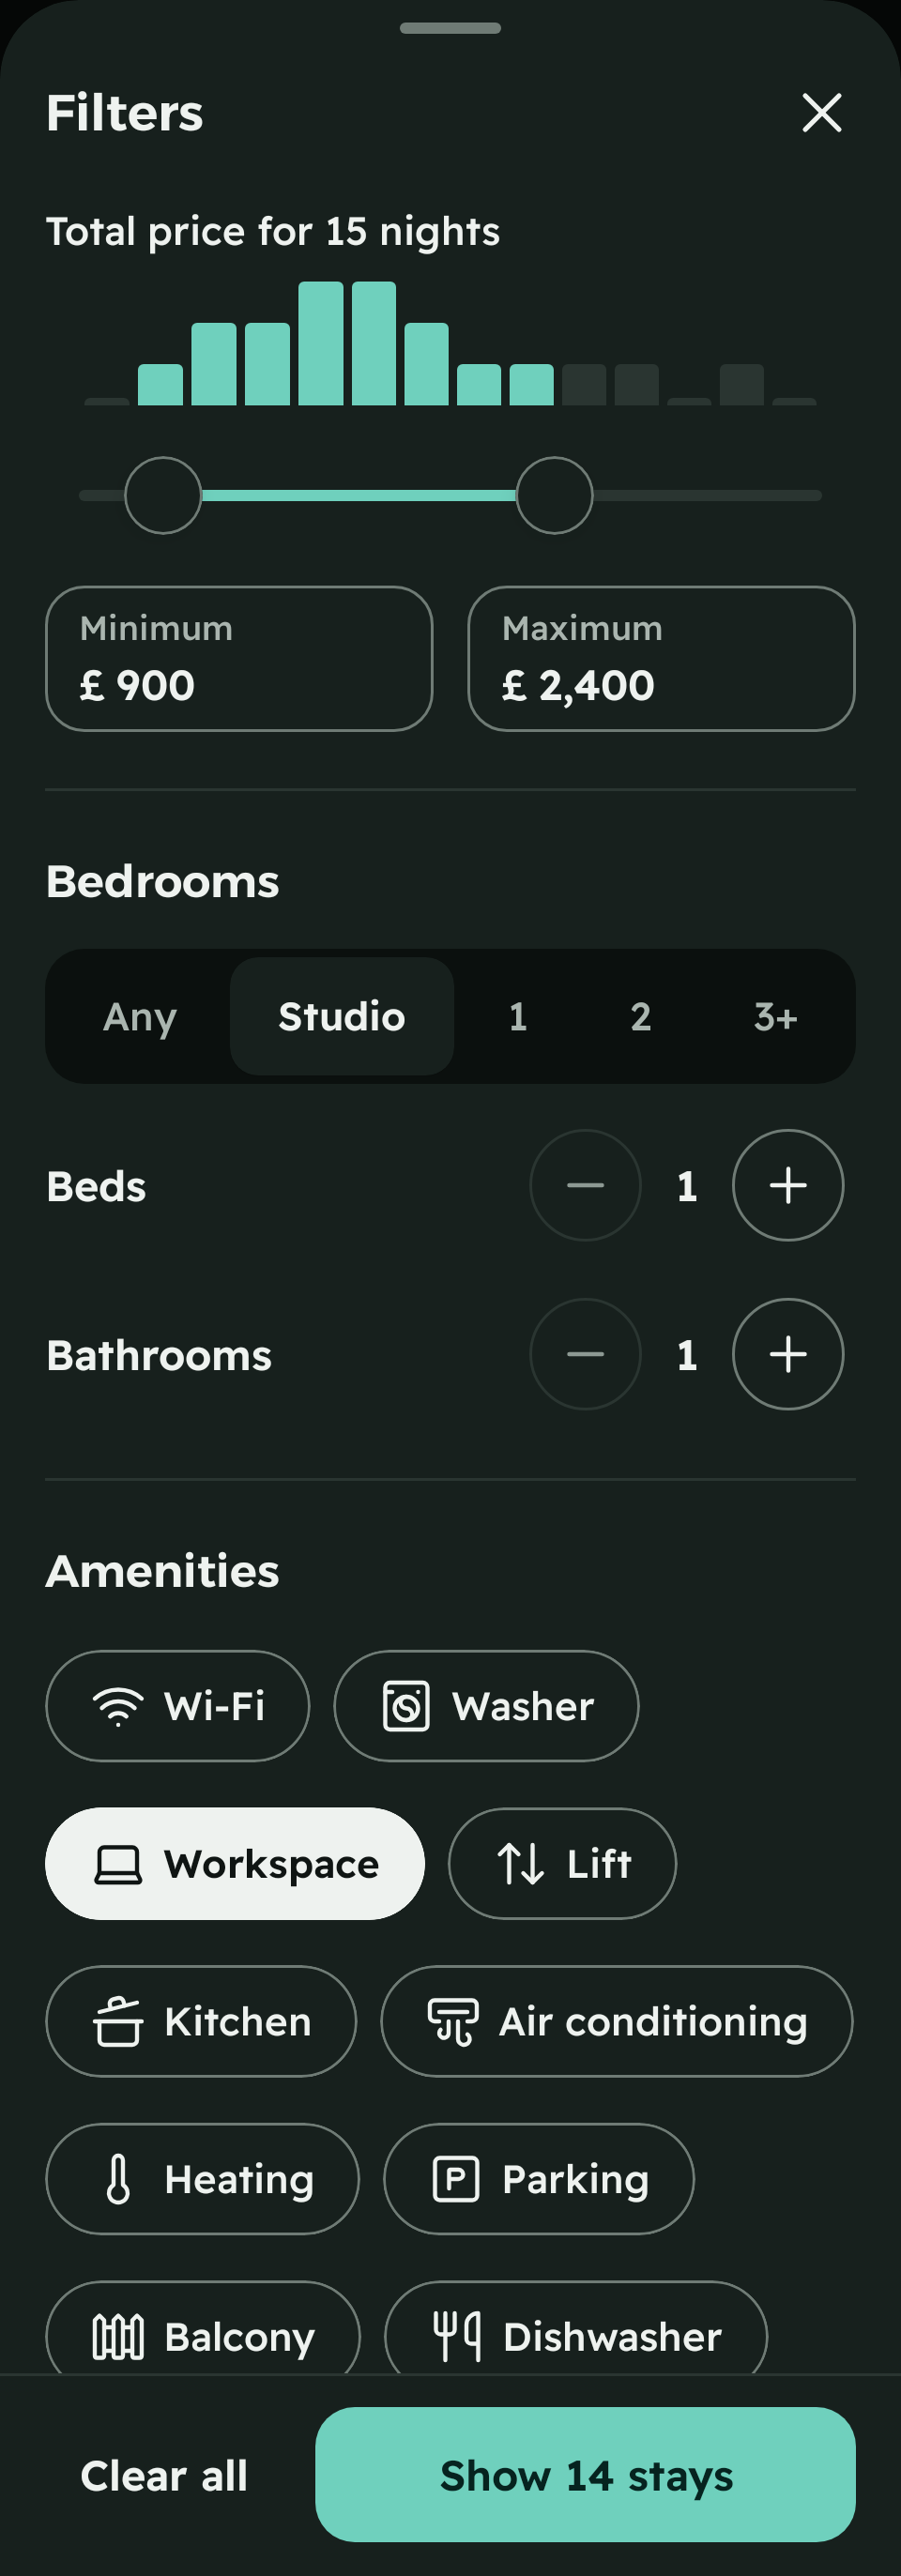 Filters
Total price for 15 nights
Minimum
£ 900
Maximum
£ 2,400
Bedrooms
Any Studio 1 2 3+
Beds 1
Bathrooms 1
Amenities
Wi-Fi Washer
Workspace Lift
Kitchen Air conditioning
Heating P Parking
Balcony Dishwasher
Clear all Show 14 stays